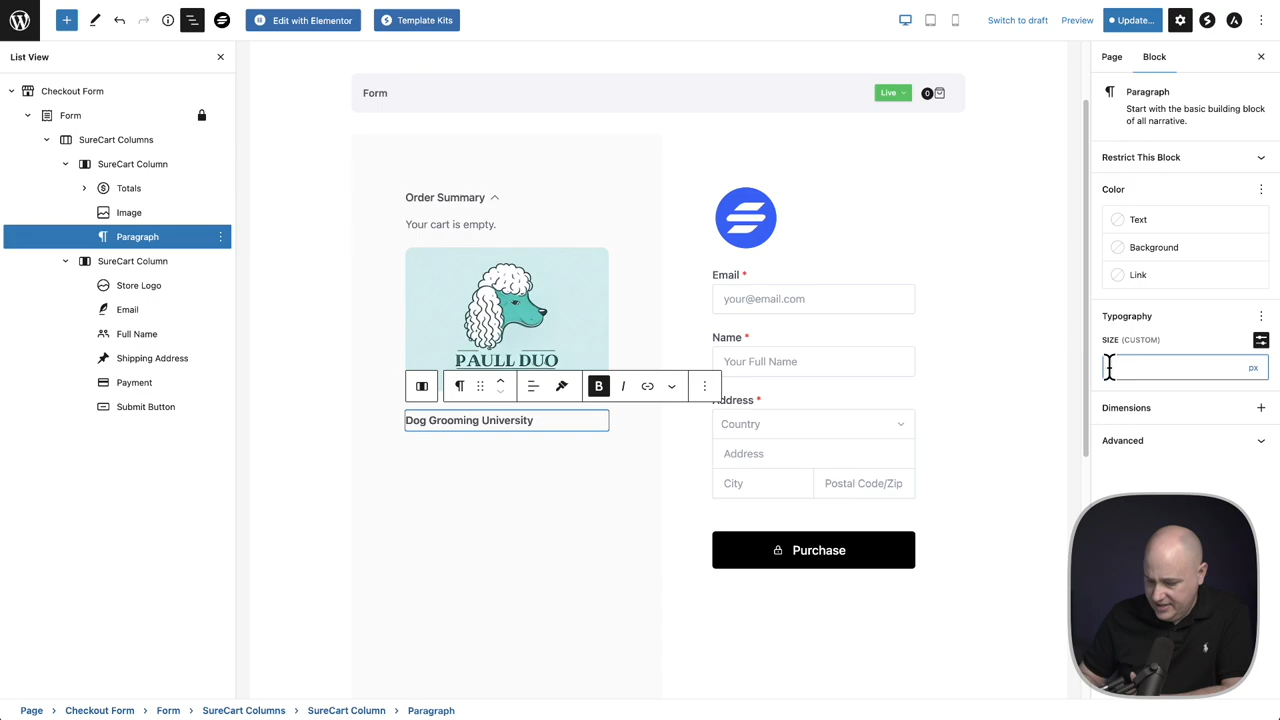 Edit with Elementor
Template Kits
Switch to draft
Preview
Update...
List View
Page
Block
Checkout Form
Form
SureCart Columns
SureCart Column
Totals
Image
Paragraph
SureCart Column
Store Logo
Email
Full Name
Shipping Address
Payment
Submit Button
Form
Live
0
Order Summary
Your cart is empty.
PAULL DUO
B
I
Dog Grooming University
Email *
your@email.com
Name *
Your Full Name
Address *
Country
Address
City
Postal Code/Zip
Purchase
Paragraph
Start with the basic building block
of all narrative.
Restrict This Block
Color
Text
Background
Link
Typography
SIZE (CUSTOM)
px
Dimensions
Advanced
Page > Checkout Form > Form > SureCart Columns > SureCart Column > Paragraph